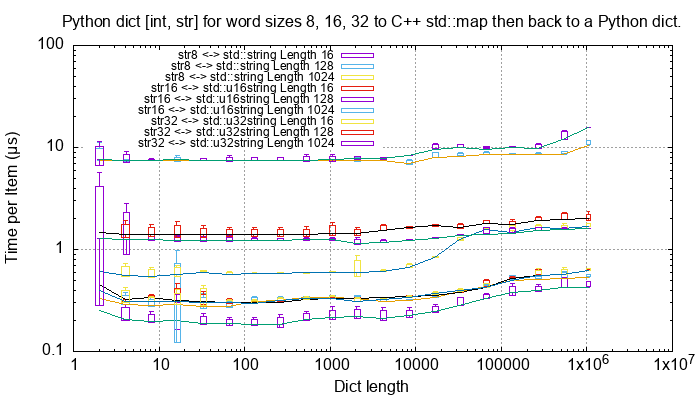 Python dict [int, str] for word sizes 8, 16, 32 to C++ std::map then back to a Python dict.
100
10
1
0.1
Time per Item (µs)
str8 <-> std::string Length 16
str8 <-> std::string Length 128
str8 <-> std::string Length 1024
str16 <-> std::u16string Length 16
str16 <-> std::u16string Length 128
str16 <-> std::u16string Length 1024
str32 <-> std::u32string Length 16
str32 <-> std::u32string Length 128
str32 <-> std::u32string Length 1024
1 10 100 1000 10000 100000 1x10^6 1x10^7
Dict length